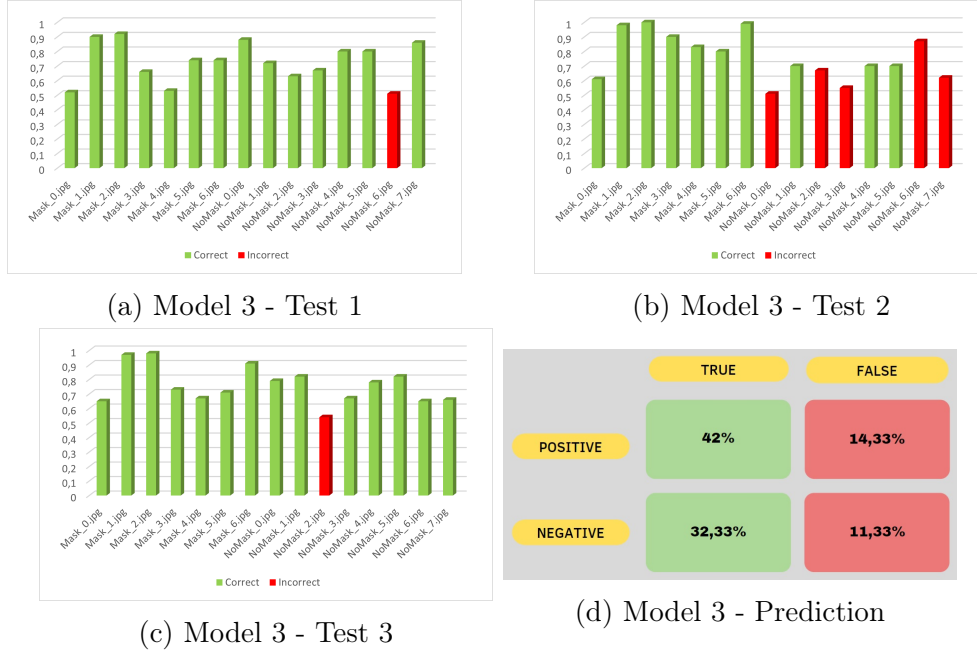 1
0,9
0,8
0,7
0,6
0,5
0,4
0,3
0,2
0,1
0
Mask_0.jpg
Mask_1.jpg
Mask_2.jpg
Mask_3.jpg
Mask_4.jpg
Mask_5.jpg
Mask_6.jpg
NoMask_0.jpg
NoMask_1.jpg
NoMask_2.jpg
NoMask_3.jpg
NoMask_4.jpg
NoMask_5.jpg
NoMask_6.jpg
NoMask_7.jpg
Correct Incorrect
(a) Model 3 - Test 1
1
0,9
0,8
0,7
0,6
0,5
0,4
0,3
0,2
0,1
0
Mask_0.jpg
Mask_1.jpg
Mask_2.jpg
Mask_3.jpg
Mask_4.jpg
Mask_5.jpg
Mask_6.jpg
NoMask_0.jpg
NoMask_1.jpg
NoMask_2.jpg
NoMask_3.jpg
NoMask_4.jpg
NoMask_5.jpg
NoMask_6.jpg
NoMask_7.jpg
Correct Incorrect
(b) Model 3 - Test 2
1
0,9
0,8
0,7
0,6
0,5
0,4
0,3
0,2
0,1
0
Mask_0.jpg
Mask_1.jpg
Mask_2.jpg
Mask_3.jpg
Mask_4.jpg
Mask_5.jpg
Mask_6.jpg
NoMask_0.jpg
NoMask_1.jpg
NoMask_2.jpg
NoMask_3.jpg
NoMask_4.jpg
NoMask_5.jpg
NoMask_6.jpg
NoMask_7.jpg
Correct Incorrect
(c) Model 3 - Test 3
TRUE FALSE
POSITIVE 42% 14,33%
NEGATIVE 32,33% 11,33%
(d) Model 3 - Prediction